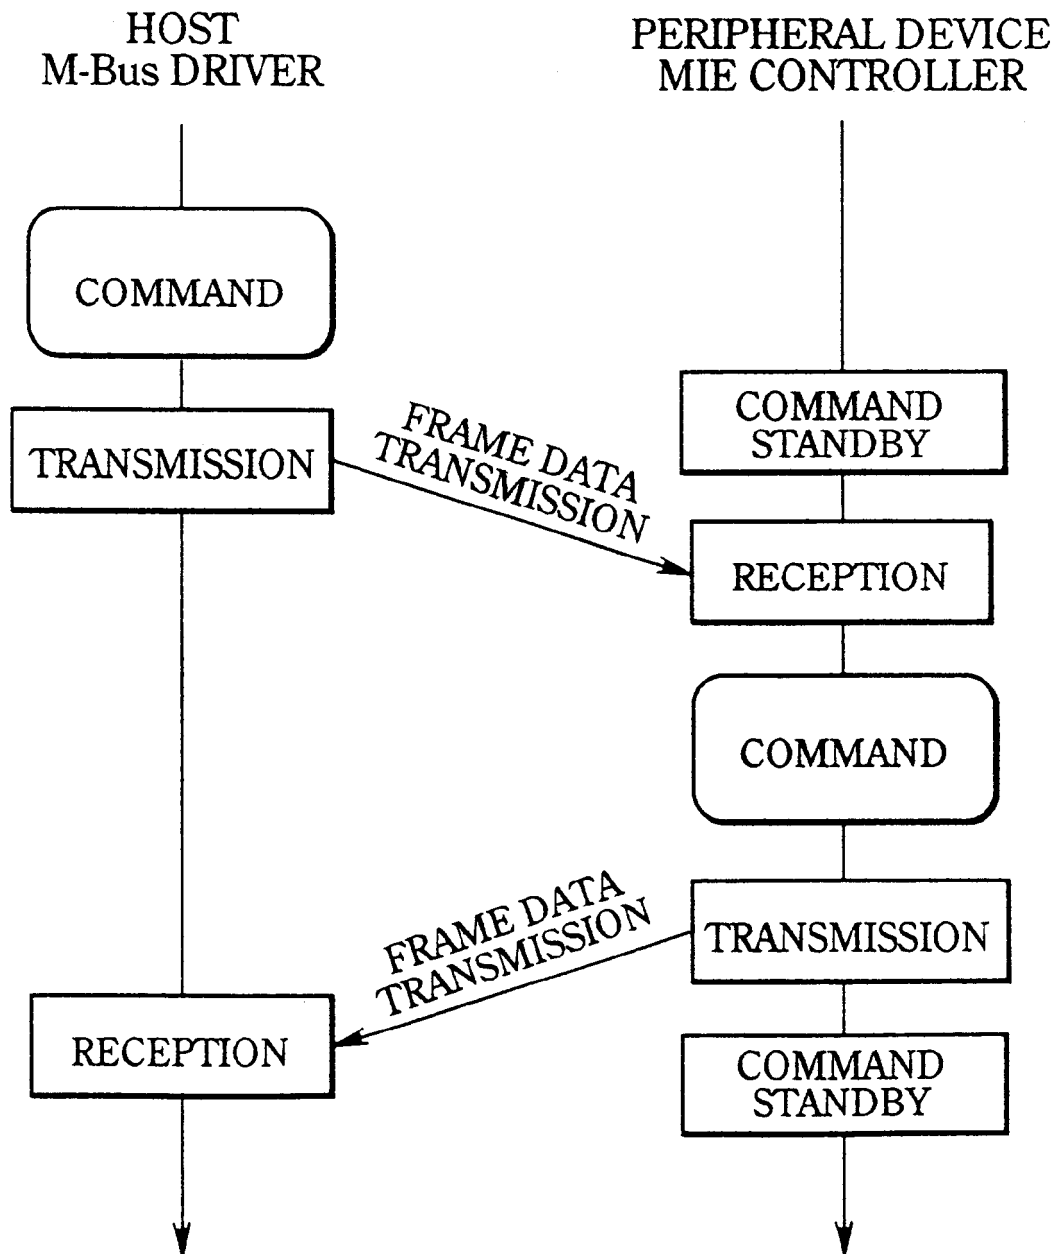 HOST
M-Bus DRIVER
PERIPHERAL DEVICE
MIE CONTROLLER
COMMAND
TRANSMISSION
FRAME DATA
TRANSMISSION
COMMAND
STANDBY
RECEPTION
COMMAND
TRANSMISSION
FRAME DATA
TRANSMISSION
RECEPTION
COMMAND
STANDBY